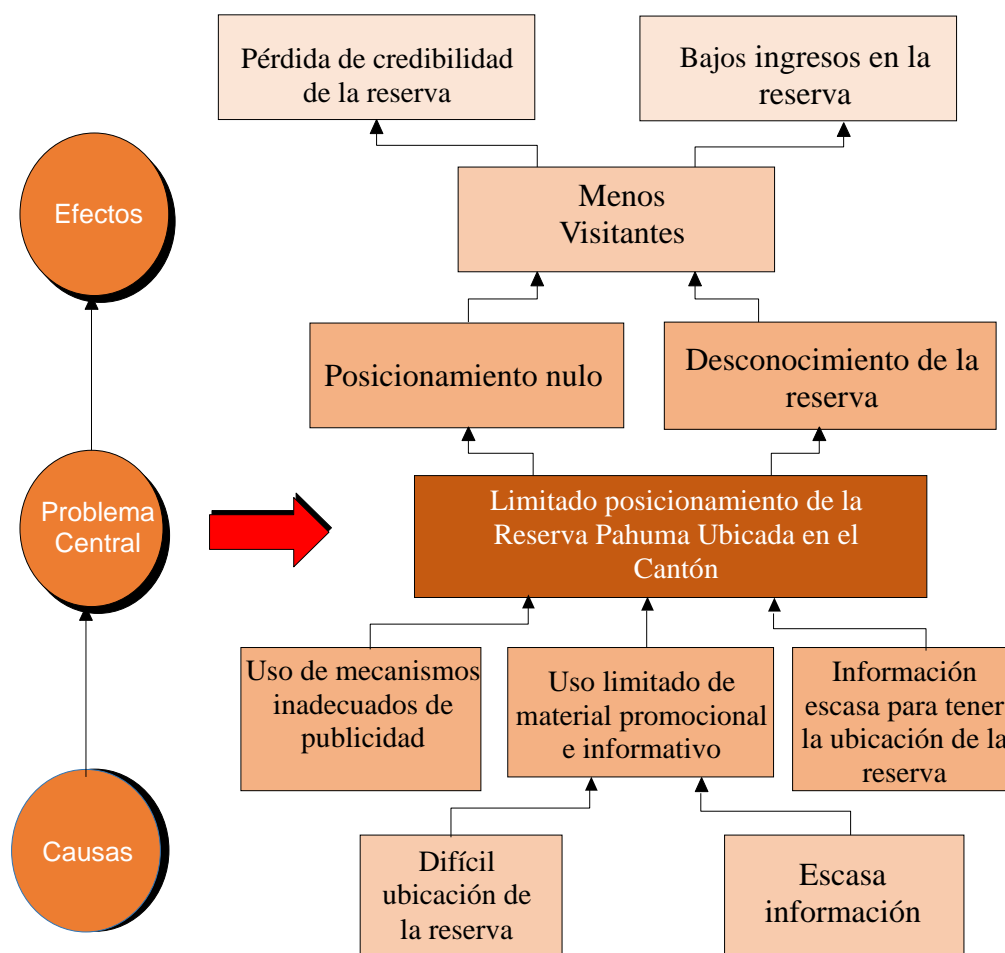 Pérdida de credibilidad
de la reserva
Bajos ingresos en la
reserva
Efectos
Menos
Visitantes
Posicionamiento nulo
Desconocimiento de la
reserva
Problema
Central
Limitado posicionamiento de la
Reserva Pahuma Ubicada en el
Cantón
Uso de mecanismos
inadecuados de
publicidad
Uso limitado de
material promocional
e informativo
Información
escasa para tener
la ubicación de la
reserva
Causas
Difícil
ubicación de
la reserva
Escasa
información